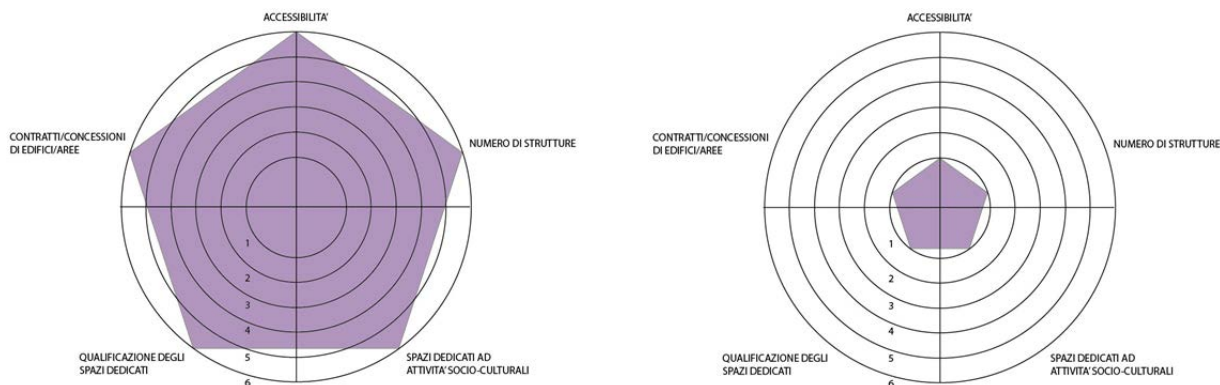 ACCESSIBILITA'
CONTRATTI/CONCESSIONI
DI EDIFICI/AREE
NUMERO DI STRUTTURE
1
2
3
4
5
6
QUALIFICAZIONE DEGLI
SPAZI DEDICATI
SPAZI DEDICATI AD
ATTIVITA' SOCIO-CULTURALI
ACCESSIBILITA'
CONTRATTI/CONCESSIONI
DI EDIFICI/AREE
NUMERO DI STRUTTURE
1
2
3
4
5
6
QUALIFICAZIONE DEGLI
SPAZI DEDICATI
SPAZI DEDICATI AD
ATTIVITA' SOCIO-CULTURALI